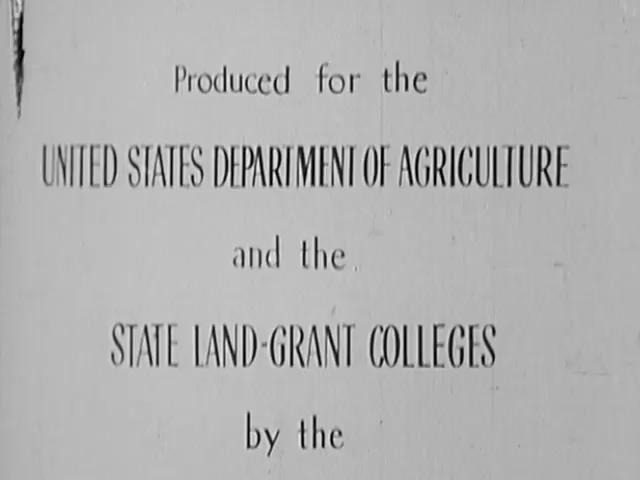 Produced for the
UNITED STATES DEPARTMENT OF AGRICULTURE
and the
STATE LAND-GRANT COLLEGES
by the